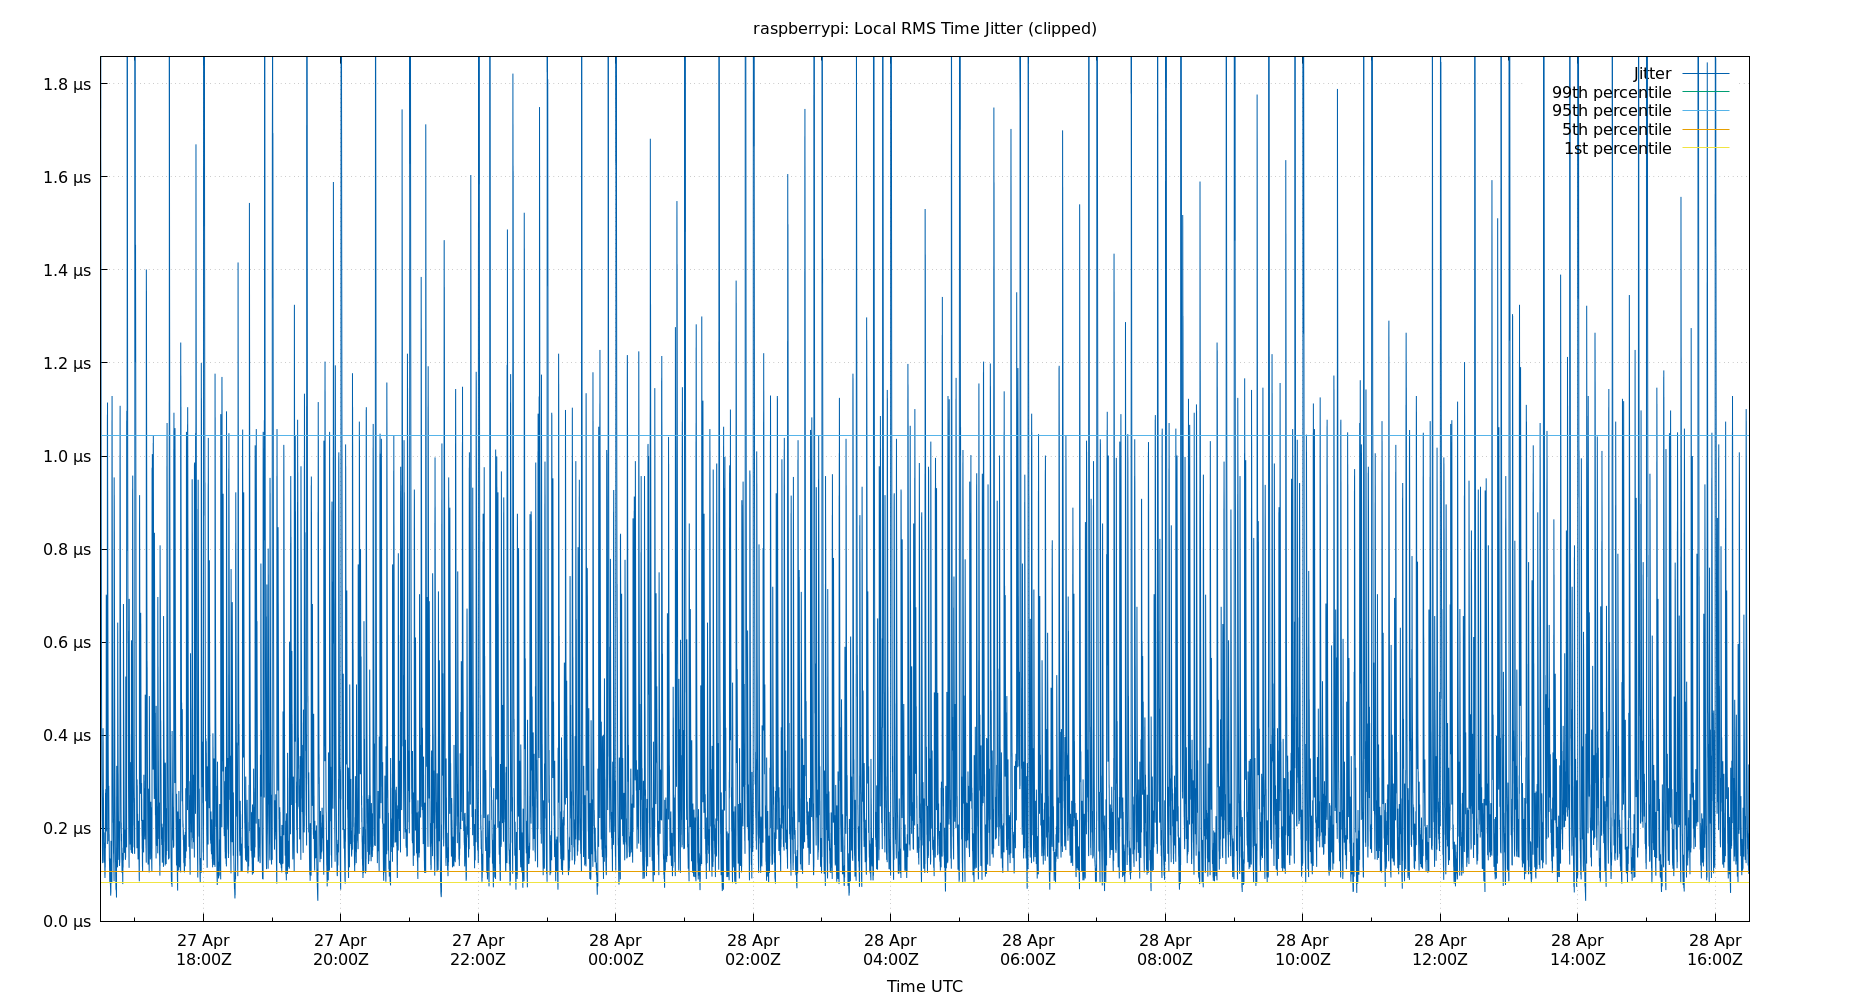 raspberrypi: Local RMS Time Jitter (clipped)
Jitter
99th percentile
95th percentile
5th percentile
1st percentile
1.8 µs
1.6 µs
1.4 µs
1.2 µs
1.0 µs
0.8 µs
0.6 µs
0.4 µs
0.2 µs
0.0 µs
27 Apr 27 Apr 27 Apr 28 Apr 28 Apr 28 Apr 28 Apr 28 Apr 28 Apr 28 Apr 28 Apr 28 Apr
18:00Z 20:00Z 22:00Z 00:00Z 02:00Z 04:00Z 06:00Z 08:00Z 10:00Z 12:00Z 14:00Z 16:00Z
Time UTC